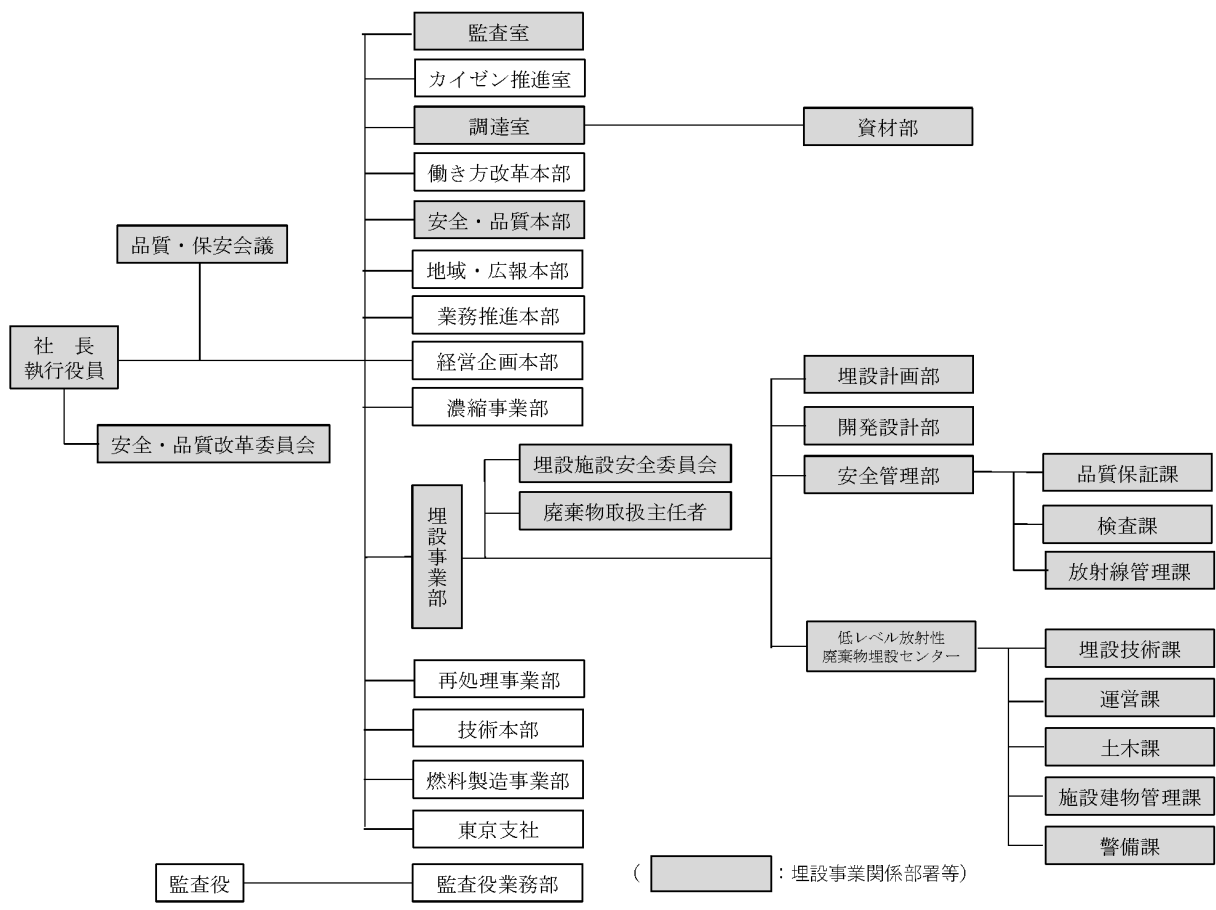 監査室
カイゼン推進室
調達室
資材部
働き方改革本部
安全・品質本部
品質・保安会議
地域・広報本部
業務推進本部
社　長
執行役員
経営企画本部
濃縮事業部
安全・品質改革委員会
埋設計画部
開発設計部
埋設施設安全委員会
安全管理部
品質保証課
廃棄物取扱主任者
検査課
埋設事業部
放射線管理課
低レベル放射性
廃棄物埋設センター
埋設技術課
再処理事業部
運営課
技術本部
土木課
燃料製造事業部
施設建物管理課
東京支社
警備課
監査役
監査役業務部
(　　　：埋設事業関係部署等)